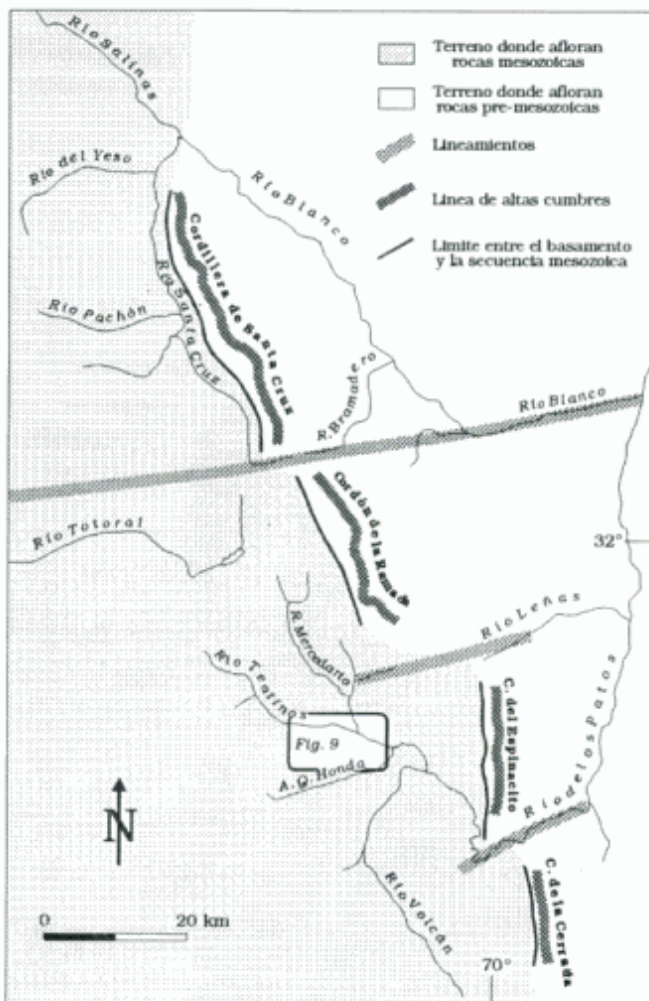 Río Salinas
Terreno donde afloran
rocas mesozoicas
Terreno donde afloran
rocas pre-mesozoicas
Lineamientos
Línea de altas cumbres
Límite entre el basamento
y la secuencia mesozoica
Río del Yeso
Río Blanco
Cordillera de Santa Cruz
Río Santa Cruz
Río Pachón
R. Bramadero
Río Blanco
Cordón de la Ramada
Río Totoral
32°
Río Leñas
R. Mercedario
Río Teatinos
C. del Espinacito
Río de los Patos
Fig. 9
A. Q. Honda
N
Río Volcán
C. de la Cerrada
0 20 km
70°